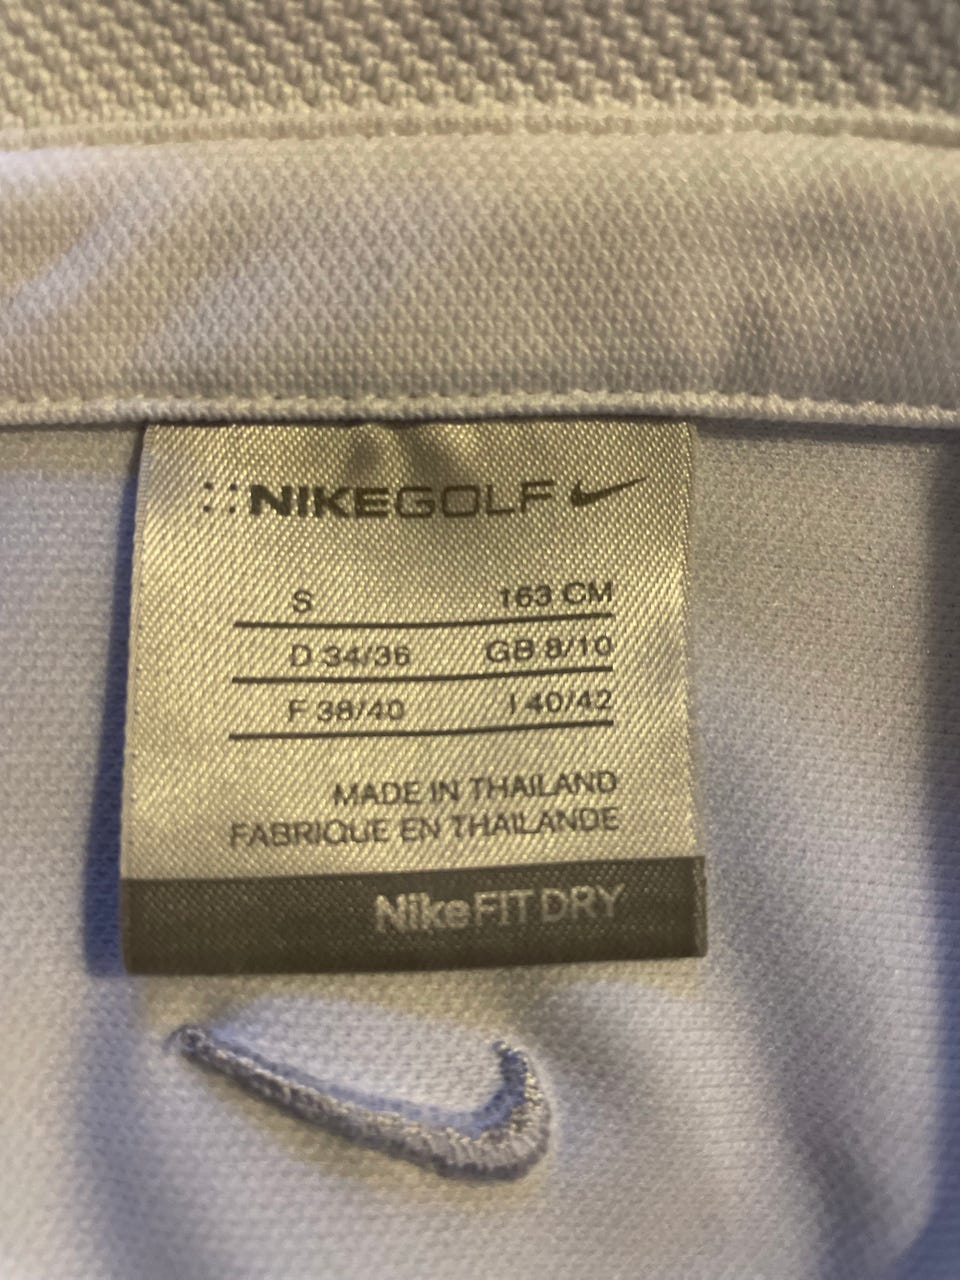 NIKEGOLF
S 163 CM
D 34/36 GB 8/10
F 38/40 I 40/42
MADE IN THAILAND
FABRIQUE EN THAILANDE
NikeFIT DRY